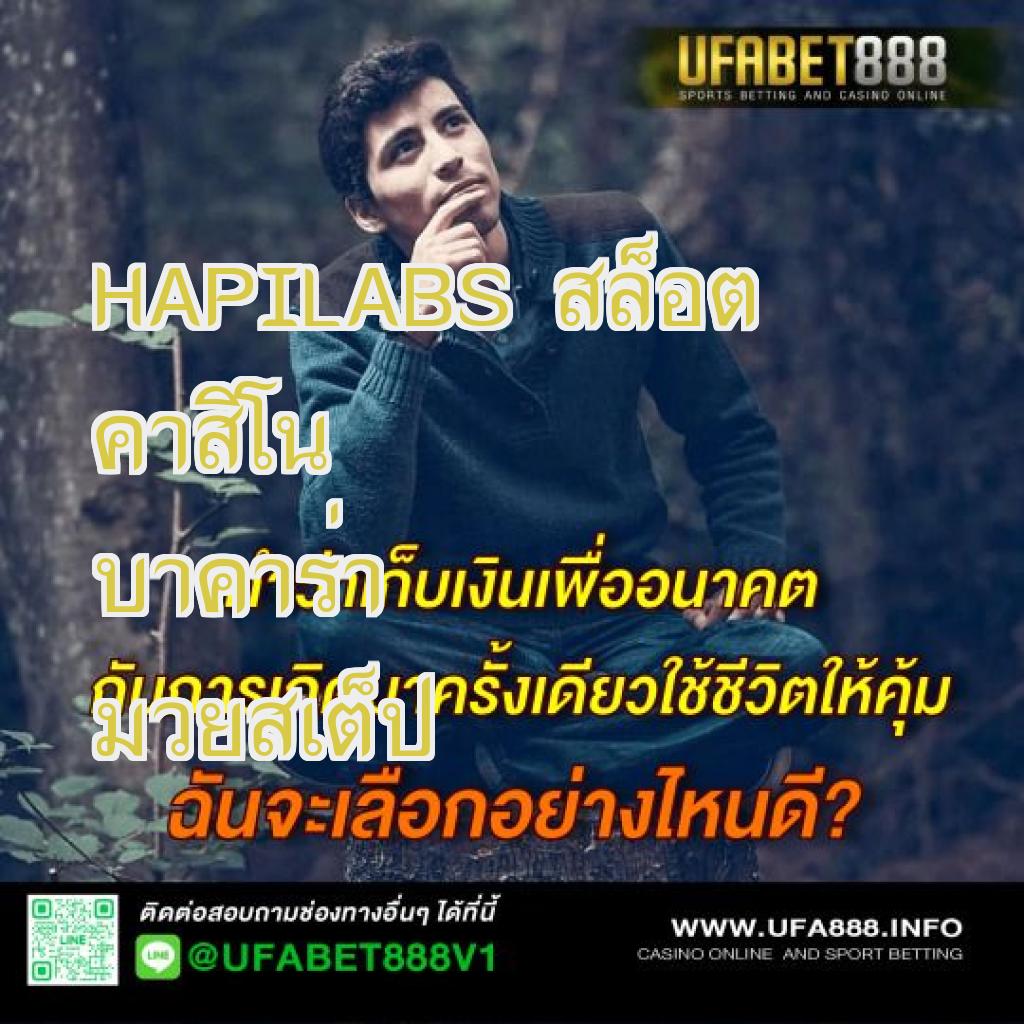 UFABET888
SPORTS BETTING AND CASINO ONLINE
HAPILABS สล็อต
คาสิโน
บาคาร่า
เก็บเงินเพื่ออนาคต
มาครั้งเดียวใช้ชีวิตให้คุ้ม
มวยสเต็ป
ฉันจะเลือกอย่างไหนดี?
ติดต่อสอบถามช่องทางอื่นๆ ได้ที่นี้
LINE
LINE @UFABET888V1
WWW.UFA888.INFO
CASINO ONLINE AND SPORT BETTING